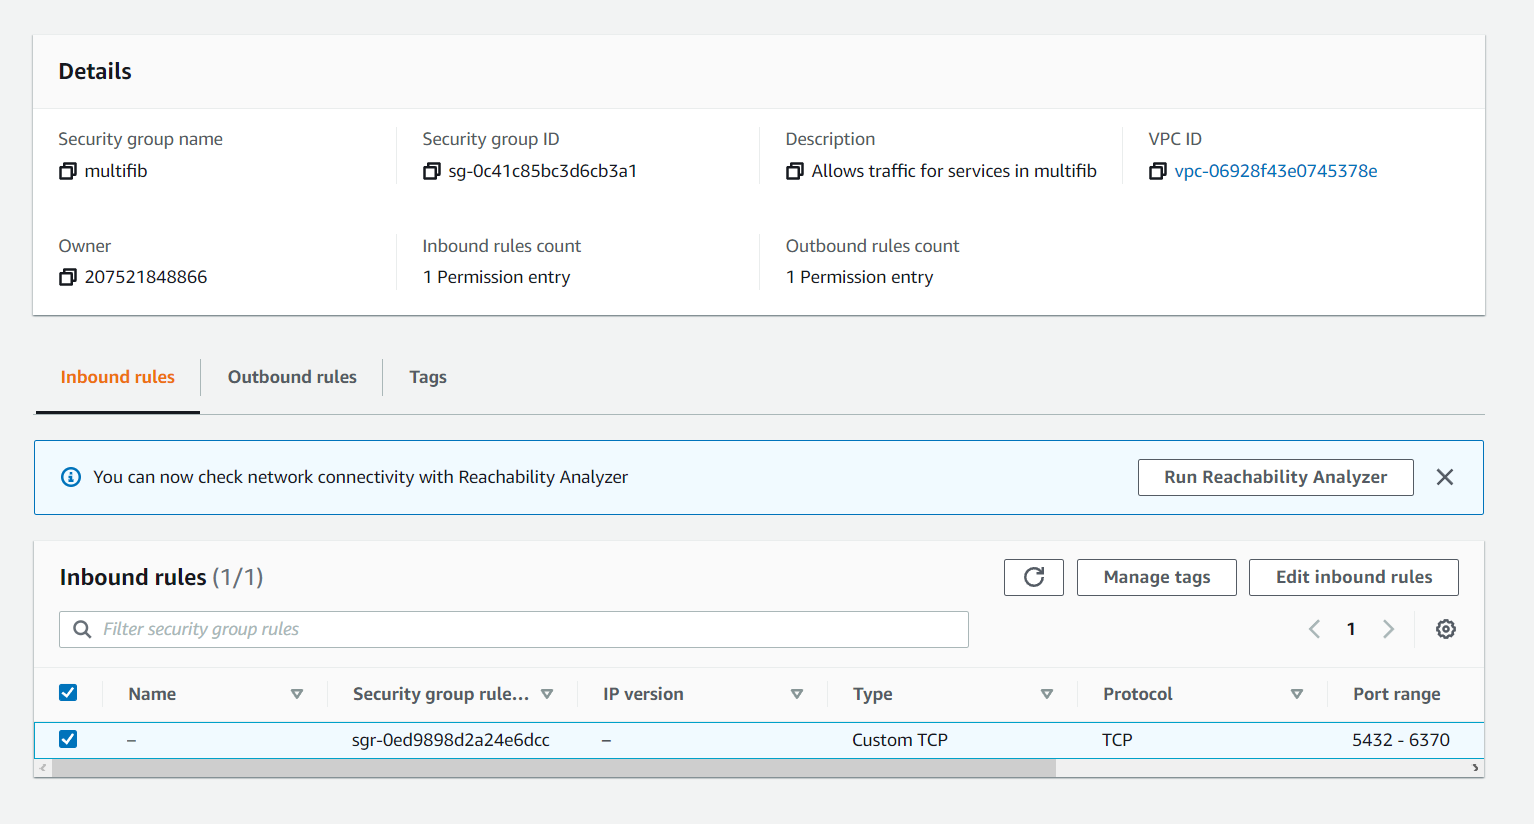 Details
Security group name
multifib
Security group ID
sg-0c41c85bc3d6cb3a1
Description
Allows traffic for services in multifib
VPC ID
vpc-06928f43e0745378e
Owner
207521848866
Inbound rules count
1 Permission entry
Outbound rules count
1 Permission entry
Inbound rules
Outbound rules
Tags
You can now check network connectivity with Reachability Analyzer
Run Reachability Analyzer
Inbound rules (1/1)
Manage tags
Edit inbound rules
Filter security group rules
1
Name Security group rule... IP version Type Protocol Port range
– sgr-0ed9898d2a24e6dcc – Custom TCP TCP 5432 - 6370